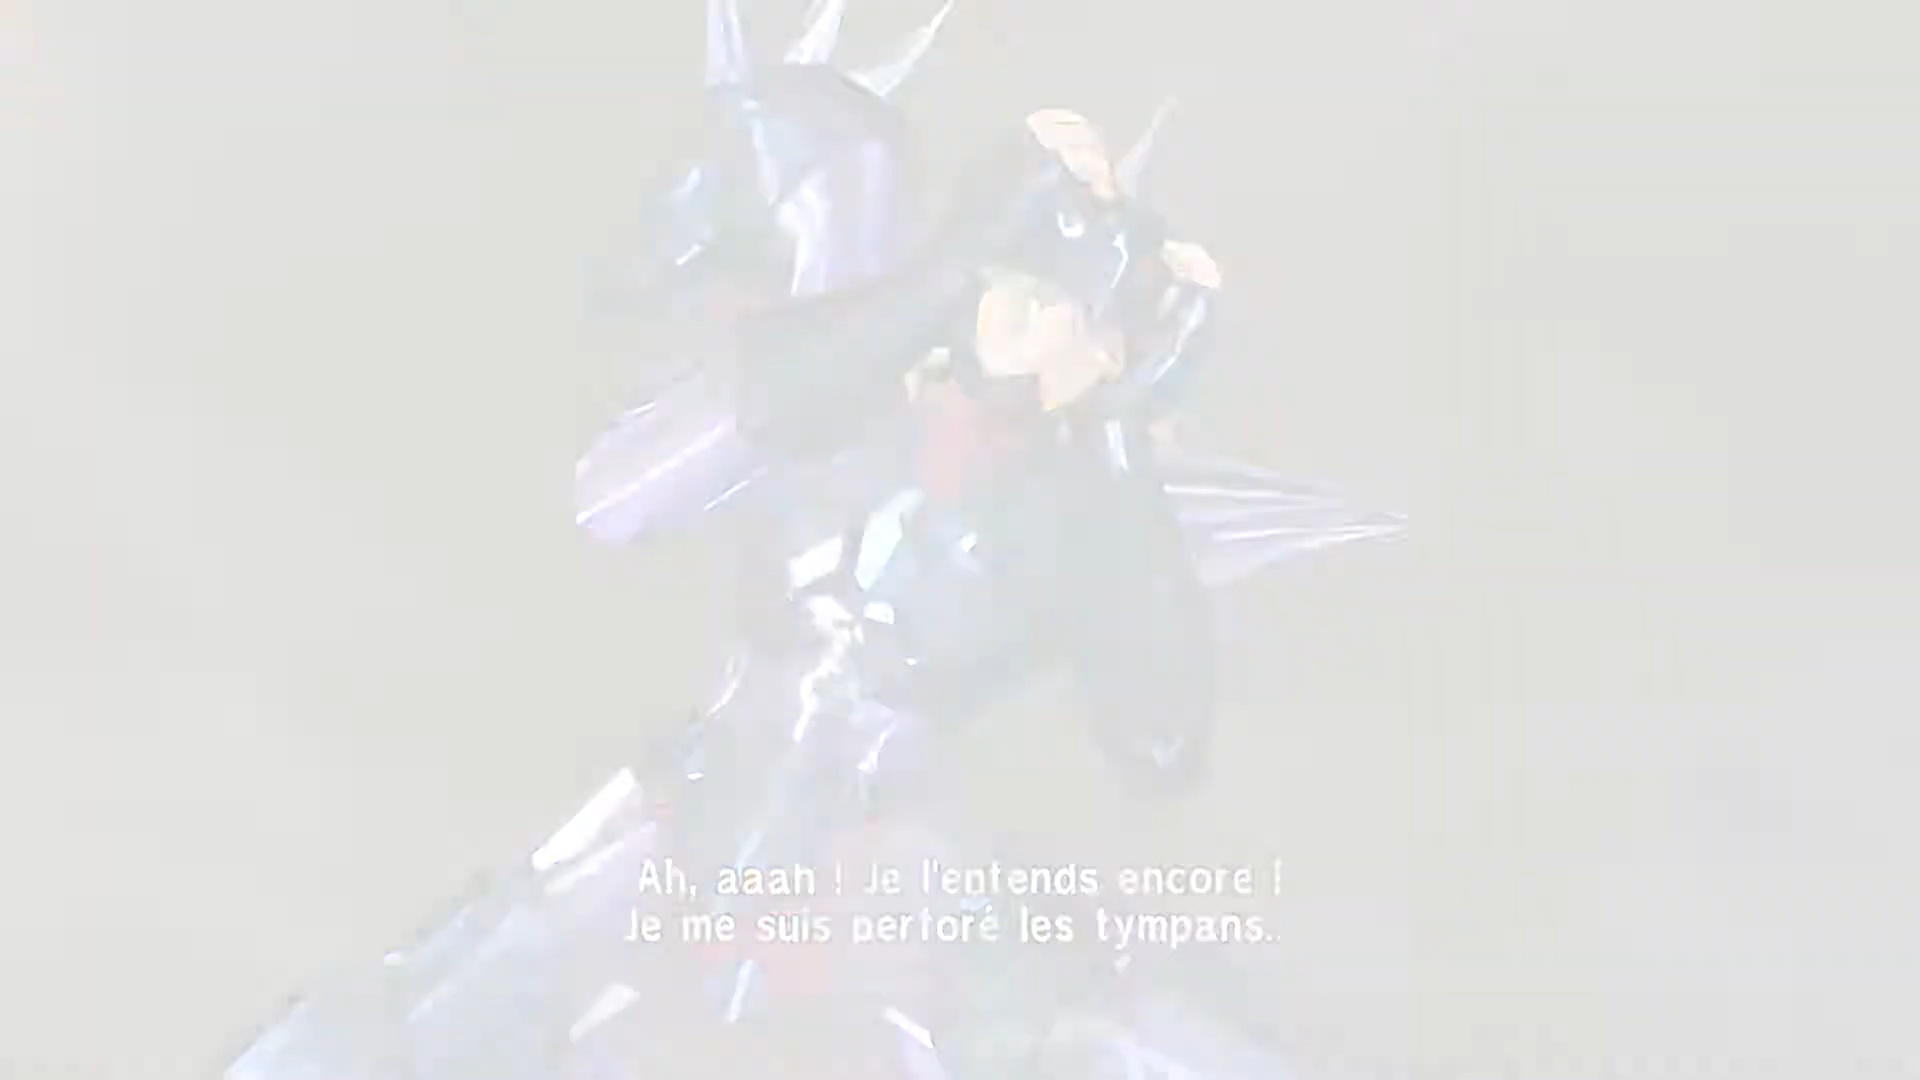 Ah, aaah ! Je l'entends encore !
Je me suis perforé les tympans..